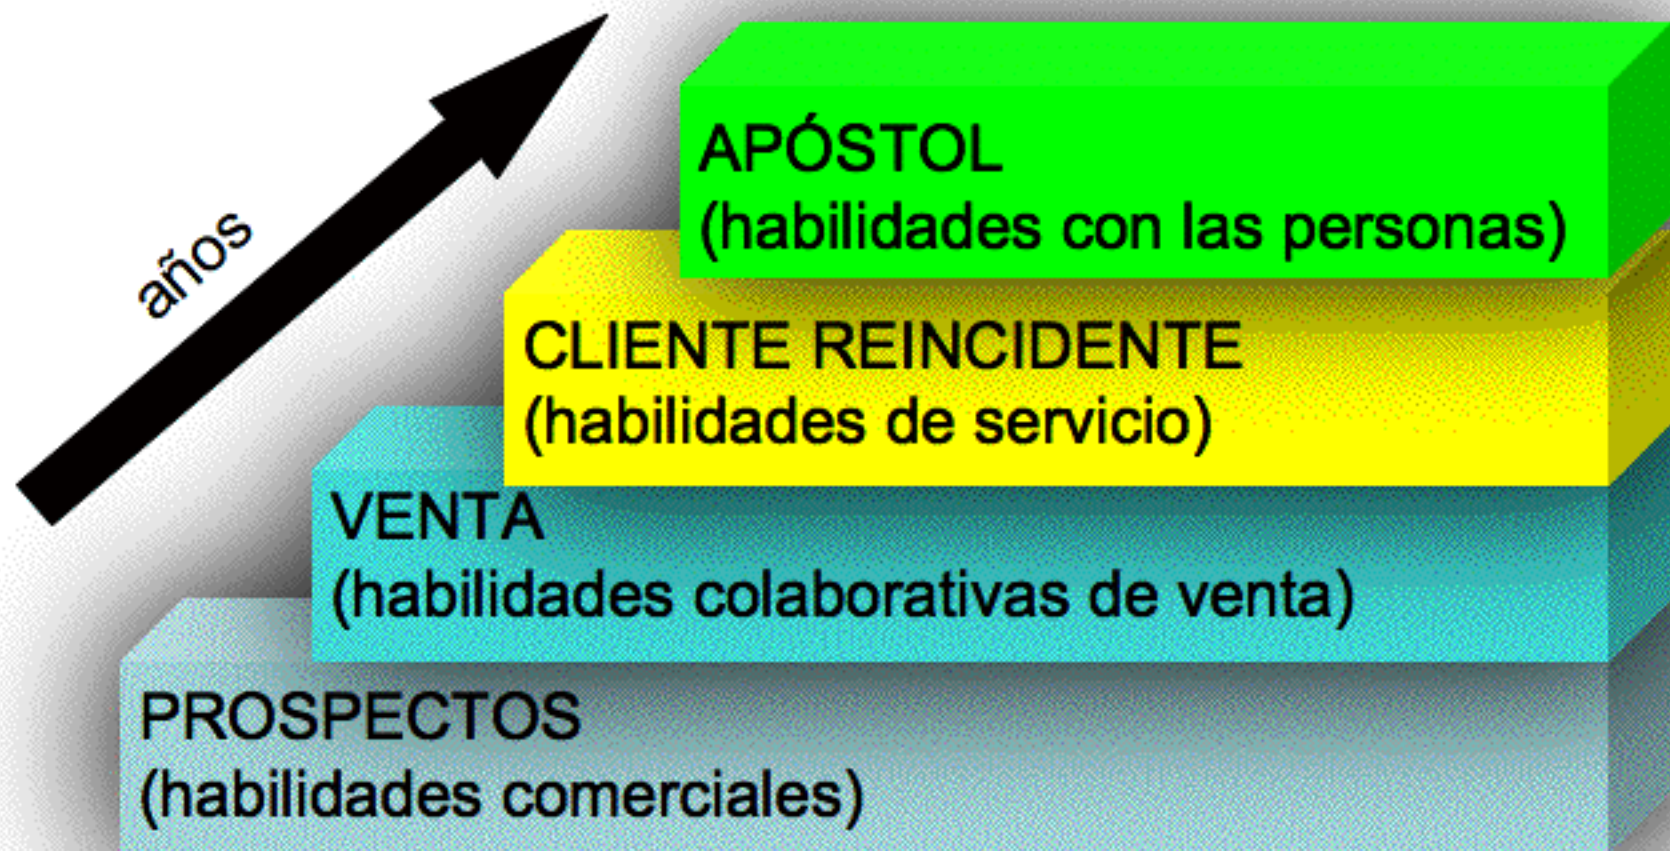 años
APÓSTOL
(habilidades con las personas)
CLIENTE REINCIDENTE
(habilidades de servicio)
VENTA
(habilidades colaborativas de venta)
PROSPECTOS
(habilidades comerciales)